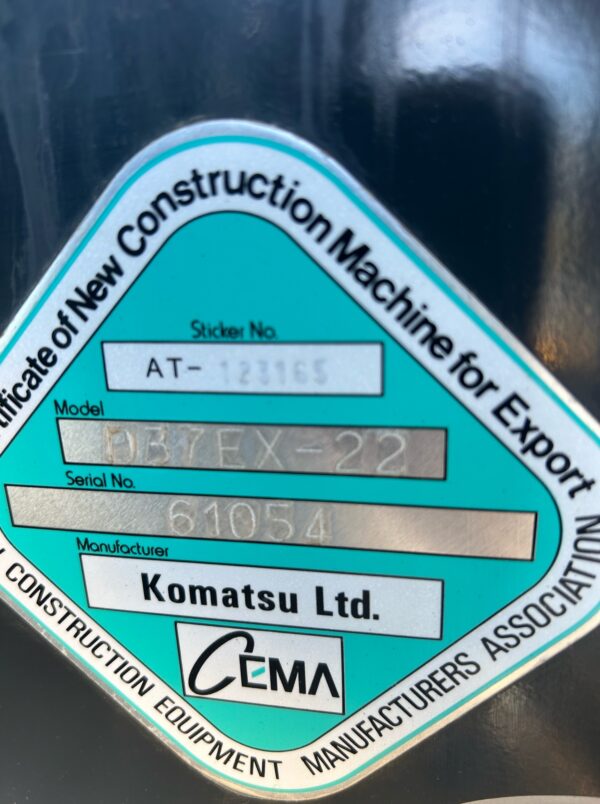 tificate of New Construction Machine for Export
Sticker No.
AT- 123165
Model
D37EX-22
Serial No.
61054
Manufacturer
Komatsu Ltd.
CEMA
CONSTRUCTION EQUIPMENT MANUFACTURERS ASSOCIATION